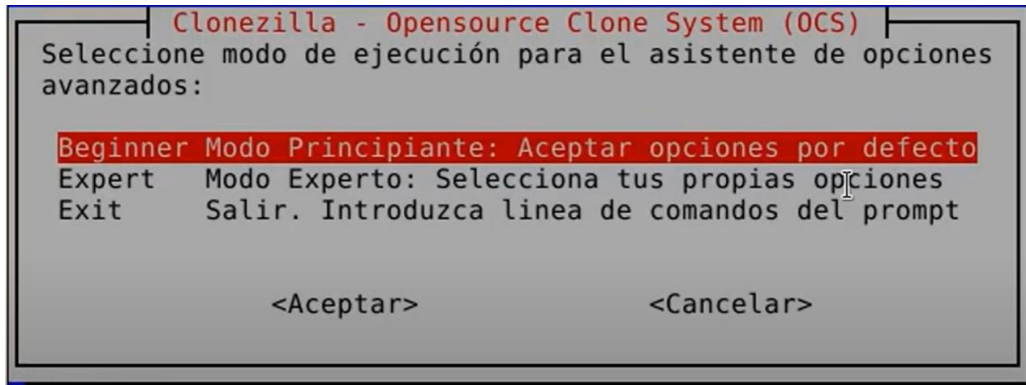 Clonezilla - Opensource Clone System (OCS)
Seleccione modo de ejecución para el asistente de opciones
avanzados:
Beginner Modo Principiante: Aceptar opciones por defecto
Expert Modo Experto: Selecciona tus propias opciones
Exit Salir. Introduzca linea de comandos del prompt
<Aceptar> <Cancelar>